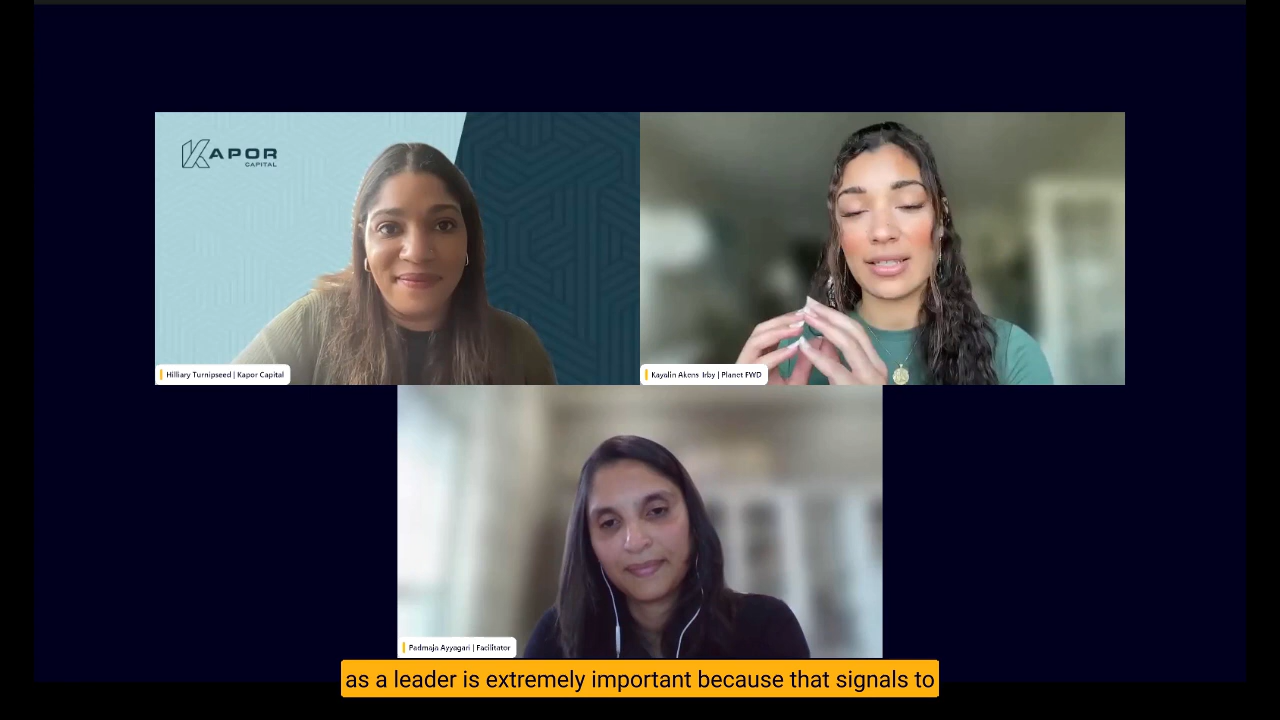 KAPOR
CAPITAL
Hilliary Turnipseed | Kapor Capital
Kayalin Akens-Irby | Planet FWD
Padmaja Ayyagari | Facilitator
as a leader is extremely important because that signals to